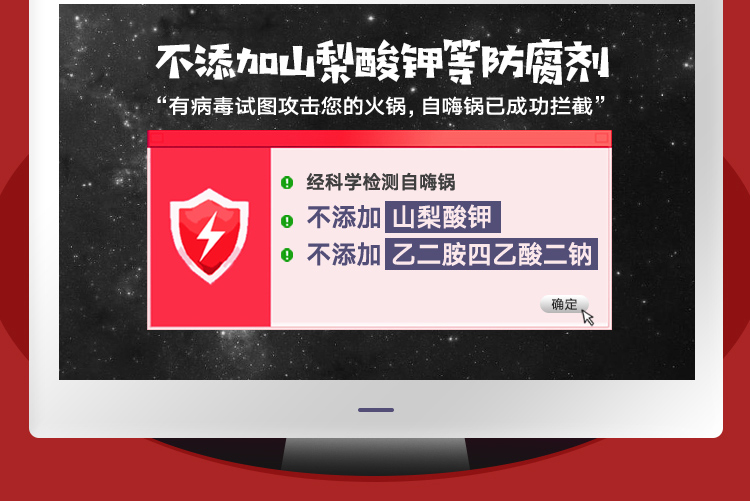 不添加山梨酸钾等防腐剂
“有病毒试图攻击您的火锅,自嗨锅已成功拦截”
经科学检测自嗨锅
不添加 山梨酸钾
不添加 乙二胺四乙酸二钠
确定